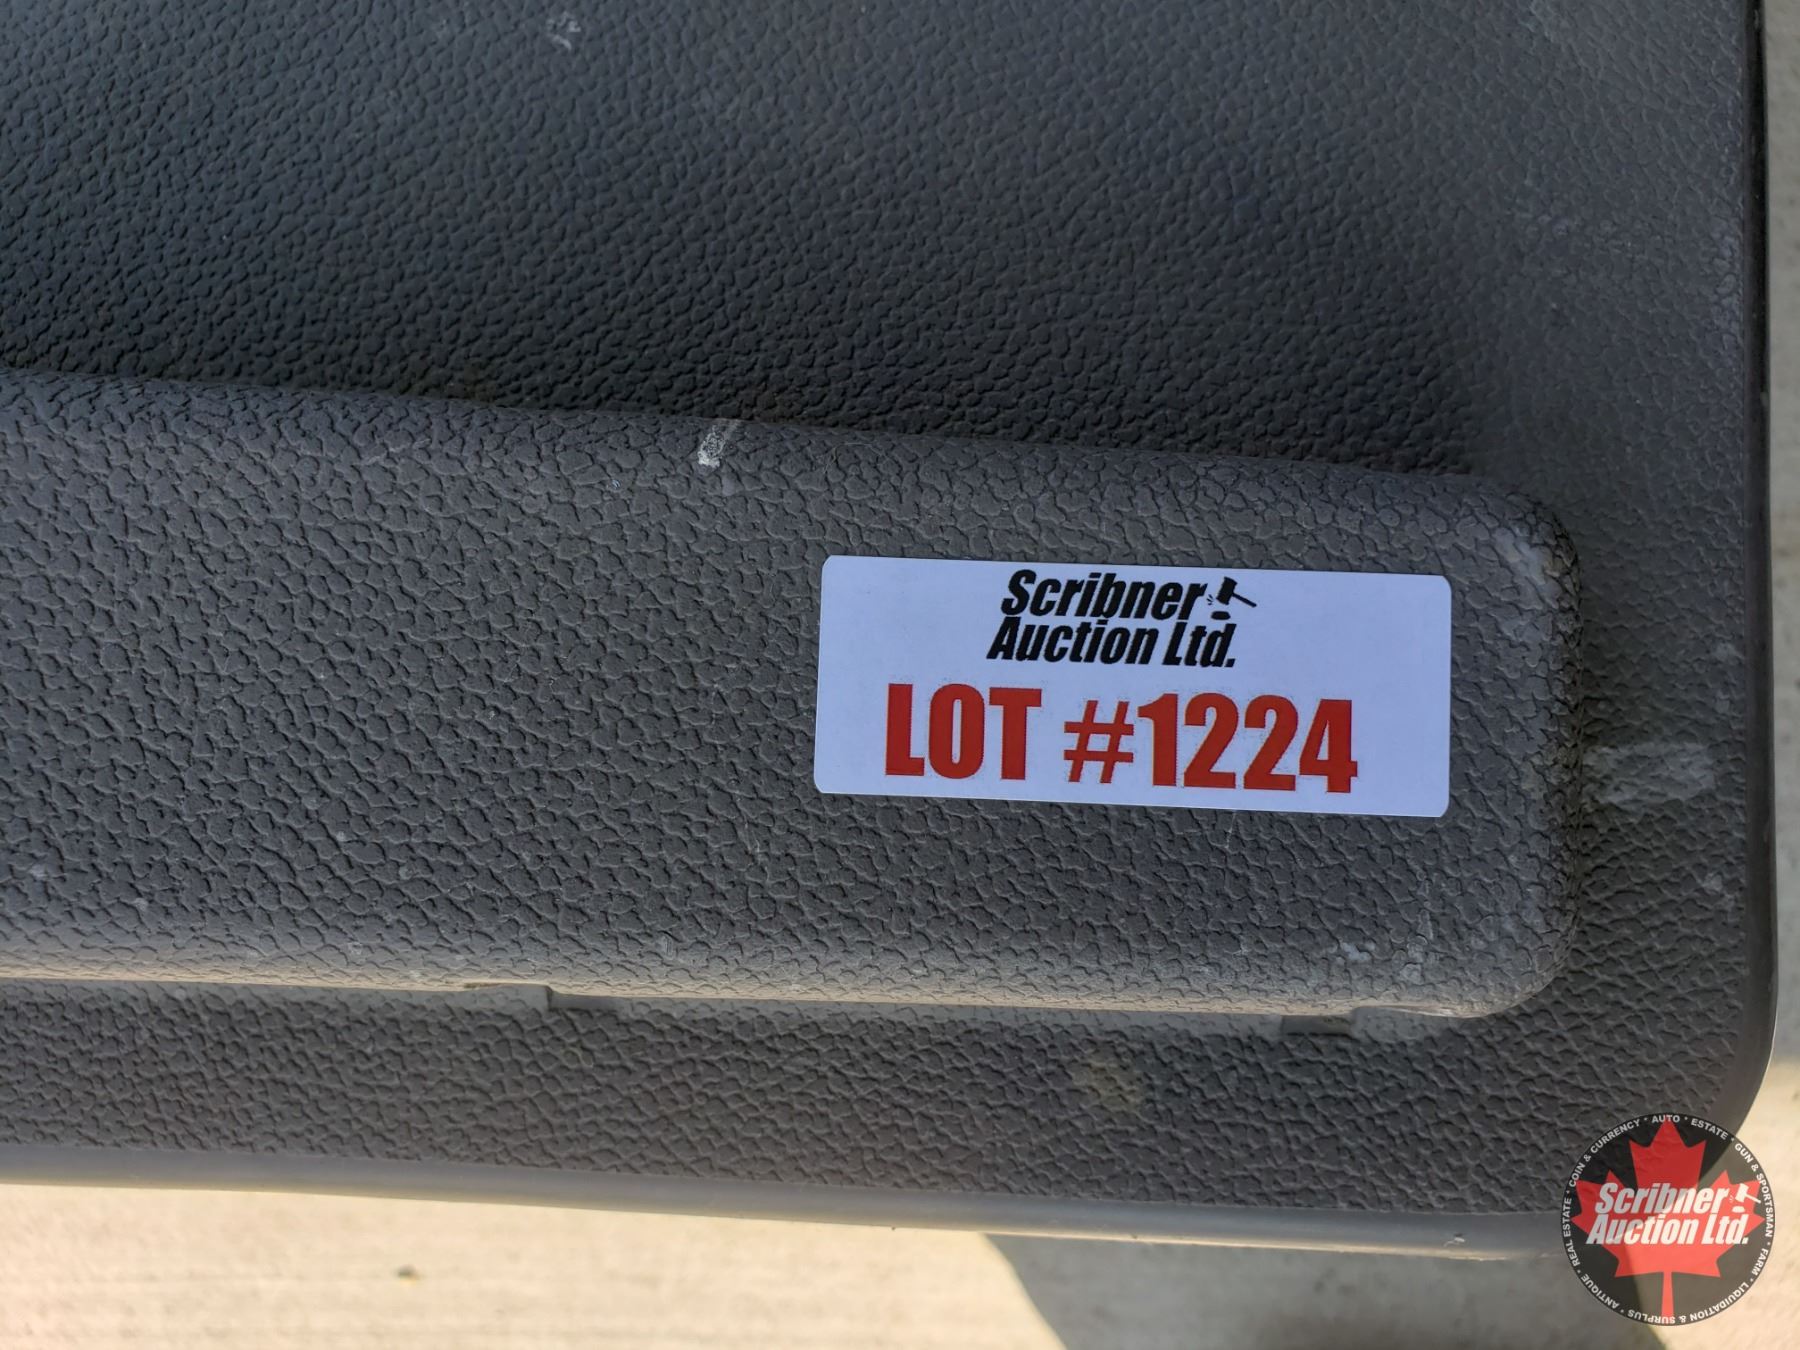 Scribner
Auction Ltd.
LOT #1224
REAL ESTATE • COIN & CURRENCY • AUTO • ESTATE • GUN & SPORTSMAN • FARM • LIQUIDATION & SURPLUS • ANTIQUE •
Scribner
Auction Ltd.